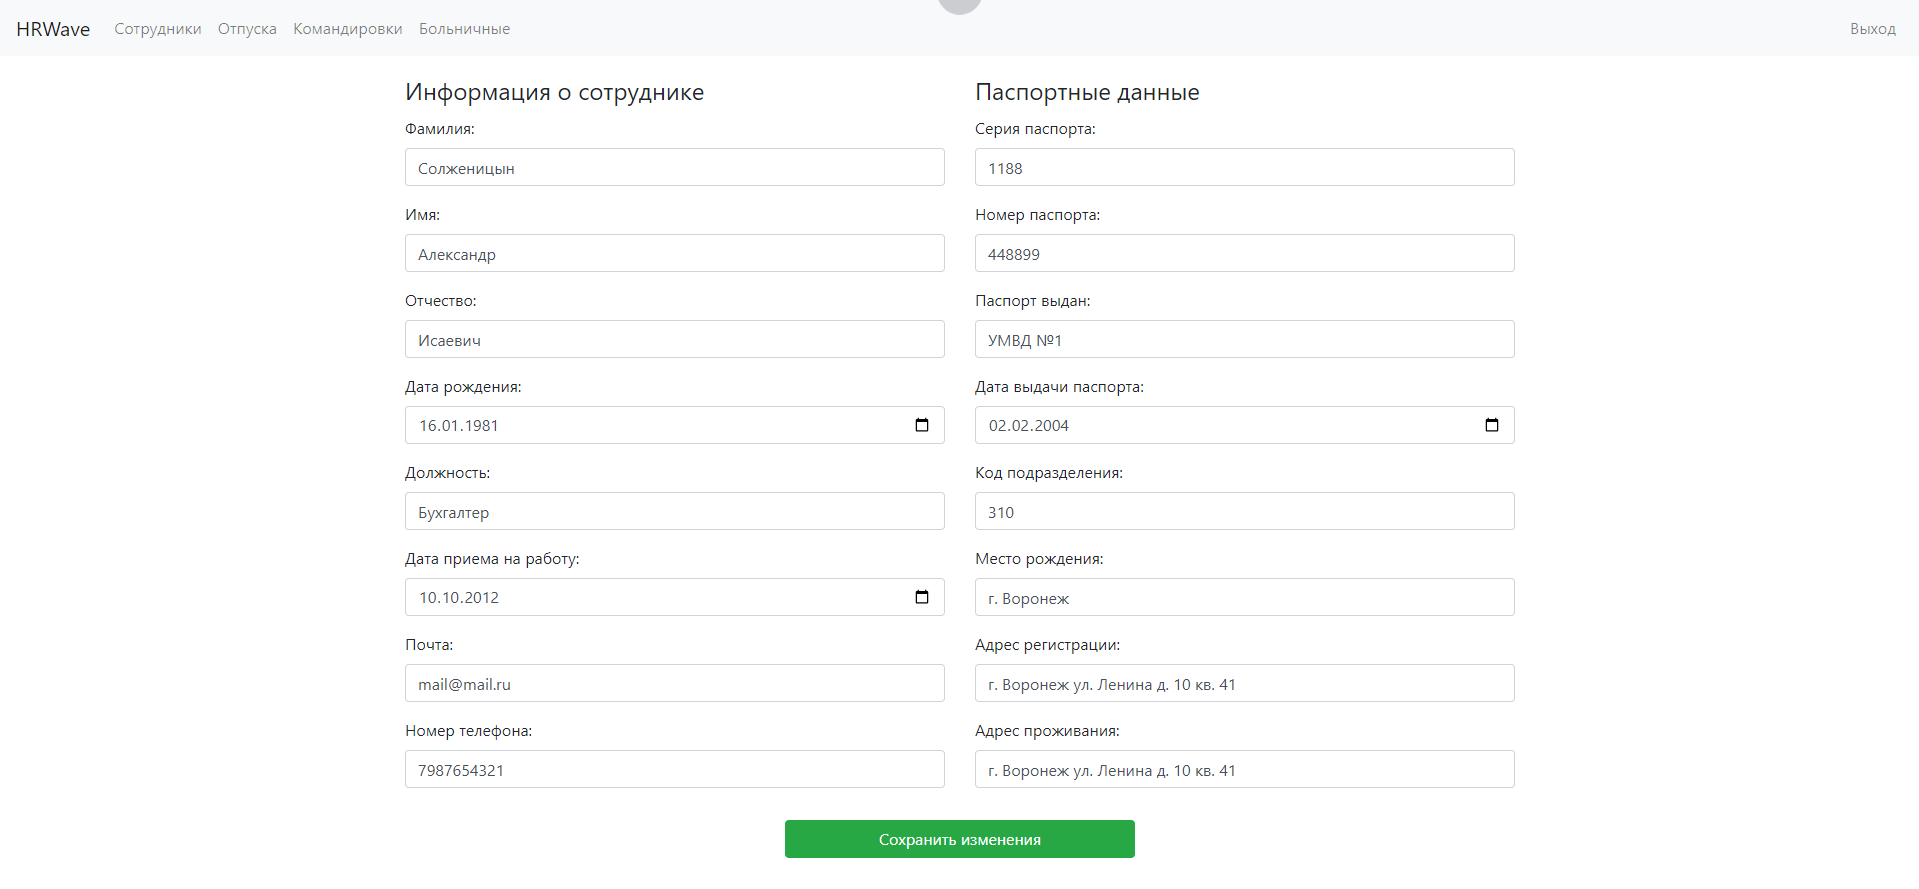 HRWave Сотрудники Отпуска Командировки Больничные Выход
Информация о сотруднике
Фамилия:
Солженицын
Имя:
Александр
Отчество:
Исаевич
Дата рождения:
16.01.1981
Должность:
Бухгалтер
Дата приема на работу:
10.10.2012
Почта:
mail@mail.ru
Номер телефона:
7987654321
Паспортные данные
Серия паспорта:
1188
Номер паспорта:
448899
Паспорт выдан:
УМВД №1
Дата выдачи паспорта:
02.02.2004
Код подразделения:
310
Место рождения:
г. Воронеж
Адрес регистрации:
г. Воронеж ул. Ленина д. 10 кв. 41
Адрес проживания:
г. Воронеж ул. Ленина д. 10 кв. 41
Сохранить изменения